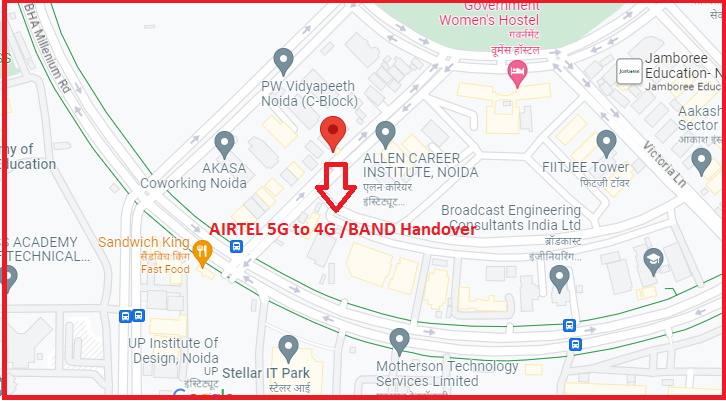 Government
Women's Hostel
गवर्नमेंट
वूमेंस हॉस्टल
BHA Millenium Rd
PW Vidyapeeth
Noida (C-Block)
Jamboree
Jamboree
Education- N
Jamboree Educ
Aakash
Sector
आकाश
ny of
ducation
AKASA
Coworking Noida
ALLEN CAREER
INSTITUTE, NOIDA
एलन करियर
इंस्टिट्यूट...
FIITJEE Tower
फिटजी टॉवर
Victoria Ln
Broadcast Engineering
Consultants India Ltd
ब्रॉडकास्ट
इंजीनियरिंग...
AIRTEL 5G to 4G /BAND Handover
S ACADEMY
F TECHNICAL...
Sandwich King
सैंडविच किंग
Fast Food
UP Institute Of
Design, Noida
UP
इंस्टिट्यूट
Stellar IT Park
स्टेलर आई
Motherson Technology
Services Limited
Google